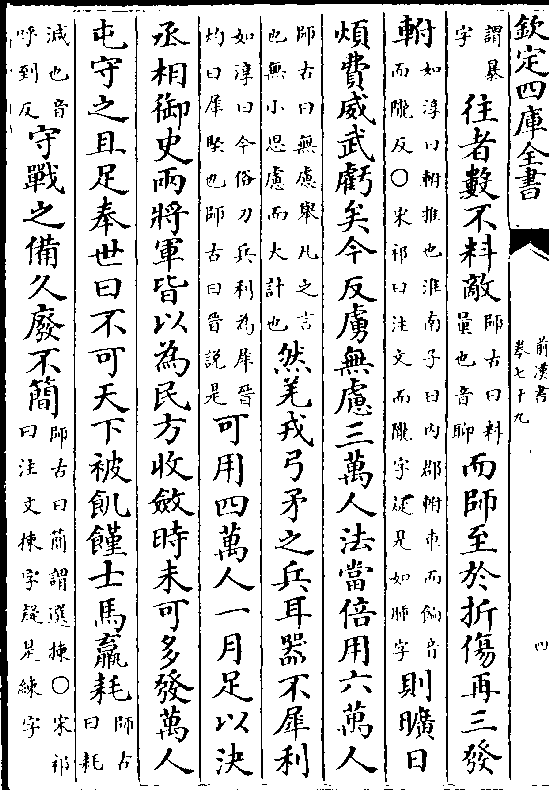 欽定四庫全書
前漢書
卷七十九
四
謂暴
字
往者數不料敵師古曰料
量也音聊而師至於折傷再三發
軵如淳曰軵推也淮南子曰内郡軵車而餉音
而隴反○宋祁曰注文而隴字疑是如肺字則曠日
煩費威武虧矣今反虜無慮三萬人法當倍用六萬人
師古曰無慮舉凡之言
也無小思慮而大計也然羌戎弓矛之兵耳器不犀利
如淳曰今俗刀兵利為犀晉
灼曰犀堅也師古曰晉説是可用四萬人一月足以決
丞相御史兩將軍皆以為民方收斂時未可多發萬人
屯守之且足奉世曰不可天下被飢饉士馬羸耗師古
曰耗
減也音
呼到反守戰之備久廢不簡師古曰簡謂選揀○宋祁
曰注文揀字疑是練字